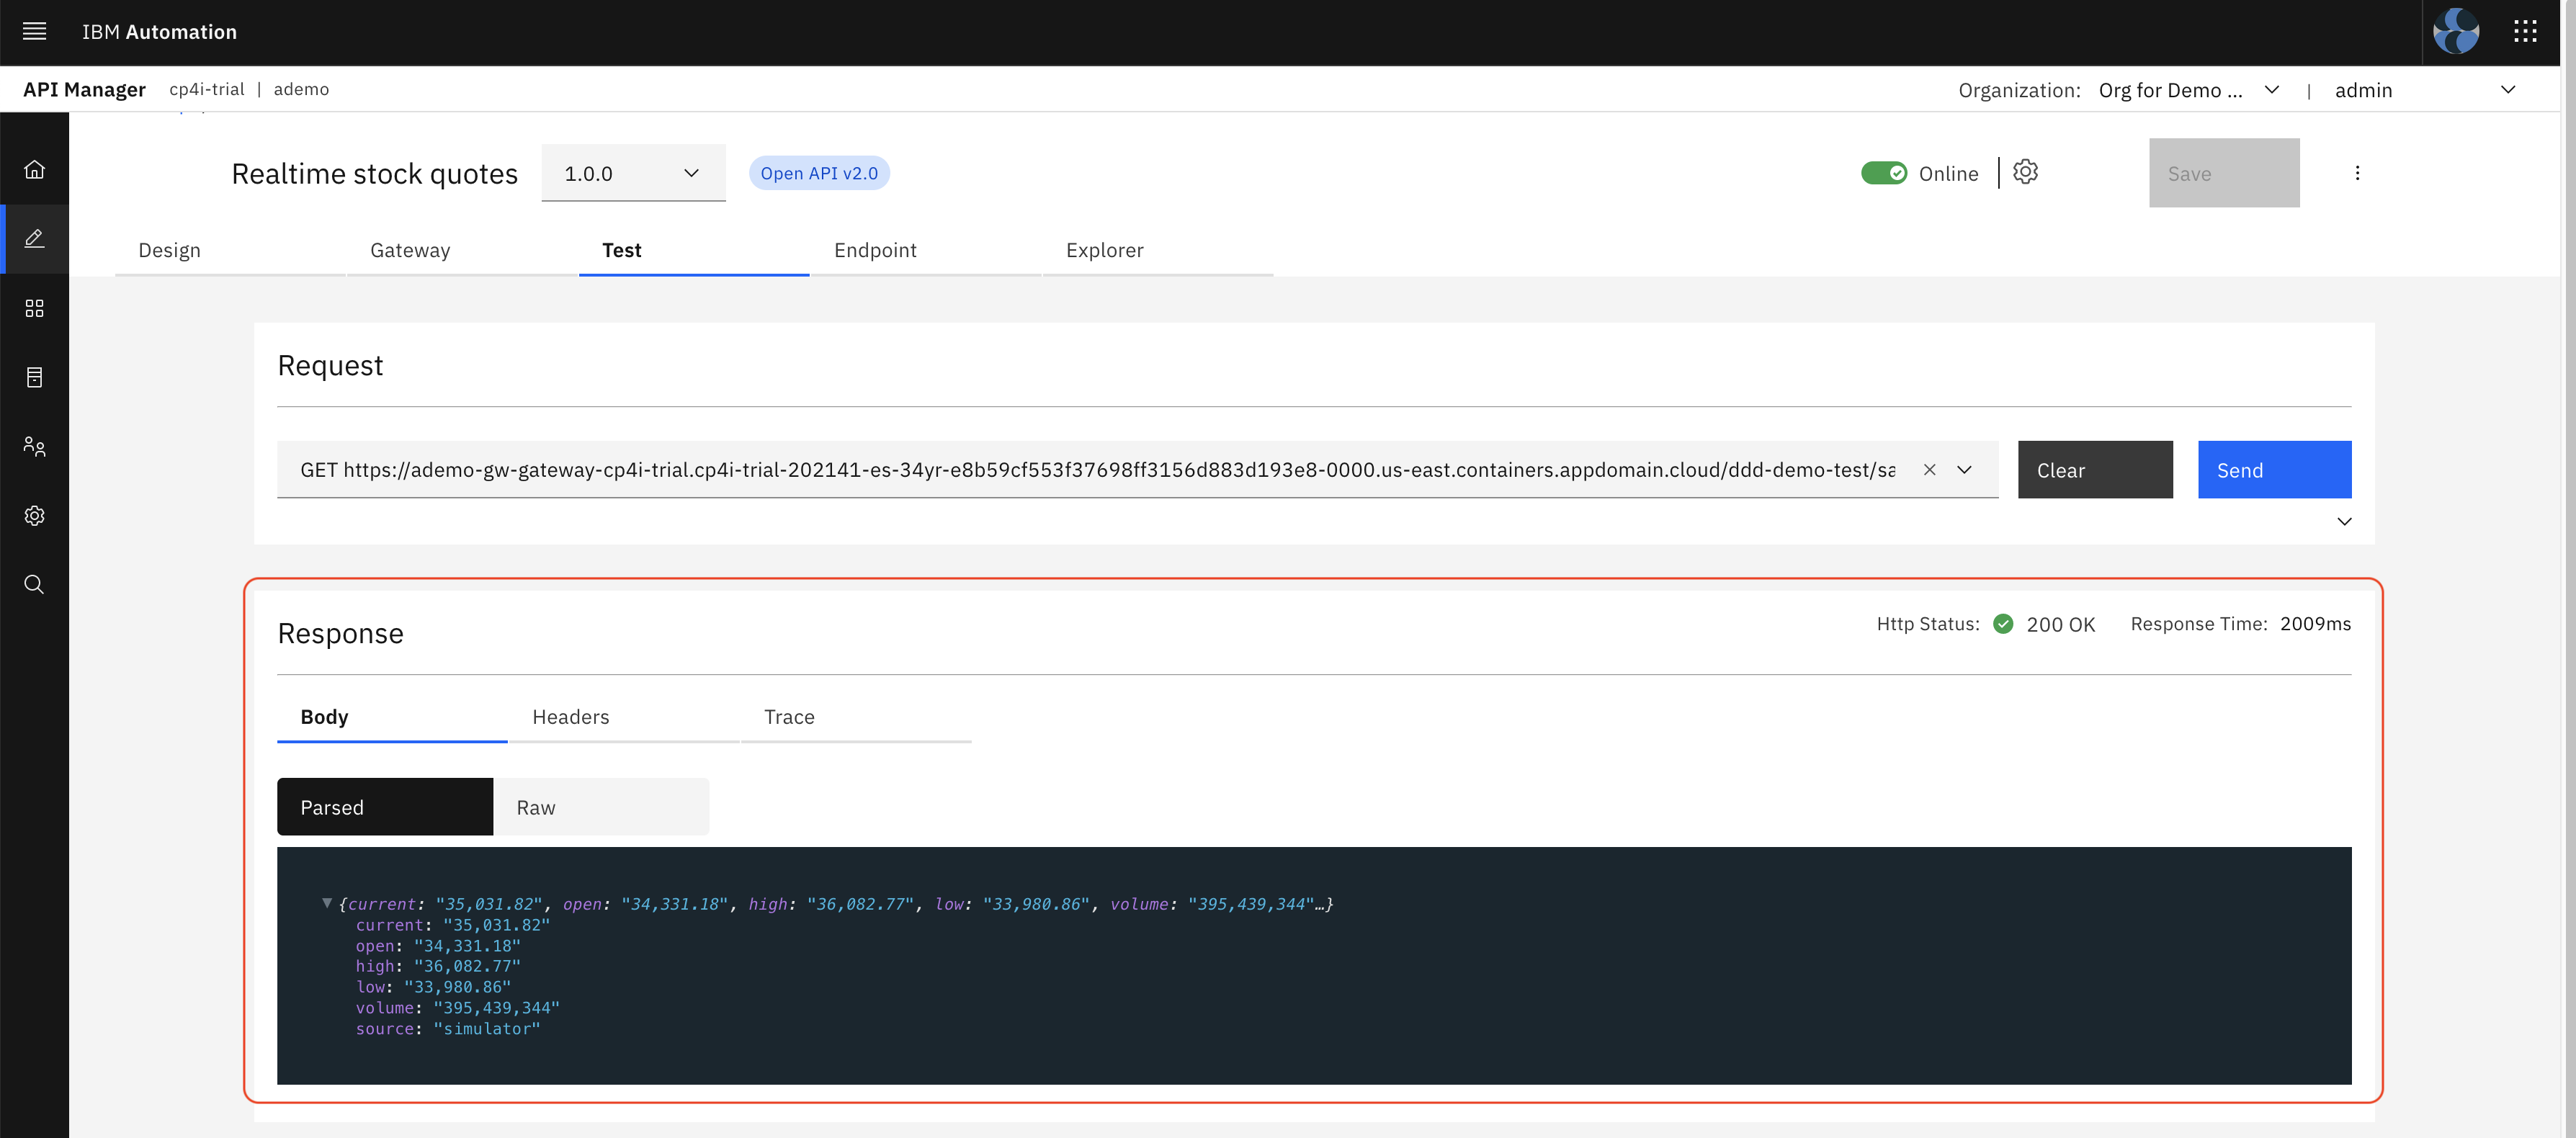 IBM Automation
API Manager cp4i-trial | ademo Organization: Org for Demo ... | admin
Realtime stock quotes 1.0.0 Open API v2.0 Online Save
Design Gateway Test Endpoint Explorer
Request
GET https://ademo-gw-gateway-cp4i-trial.cp4i-trial-202141-es-34yr-e8b59cf553f37698ff3156d883d193e8-0000.us-east.containers.appdomain.cloud/ddd-demo-test/sa Clear Send
Response Http Status: 200 OK Response Time: 2009ms
Body Headers Trace
Parsed Raw
{current: "35,031.82", open: "34,331.18", high: "36,082.77", low: "33,980.86", volume: "395,439,344"…}
current: "35,031.82"
open: "34,331.18"
high: "36,082.77"
low: "33,980.86"
volume: "395,439,344"
source: "simulator"